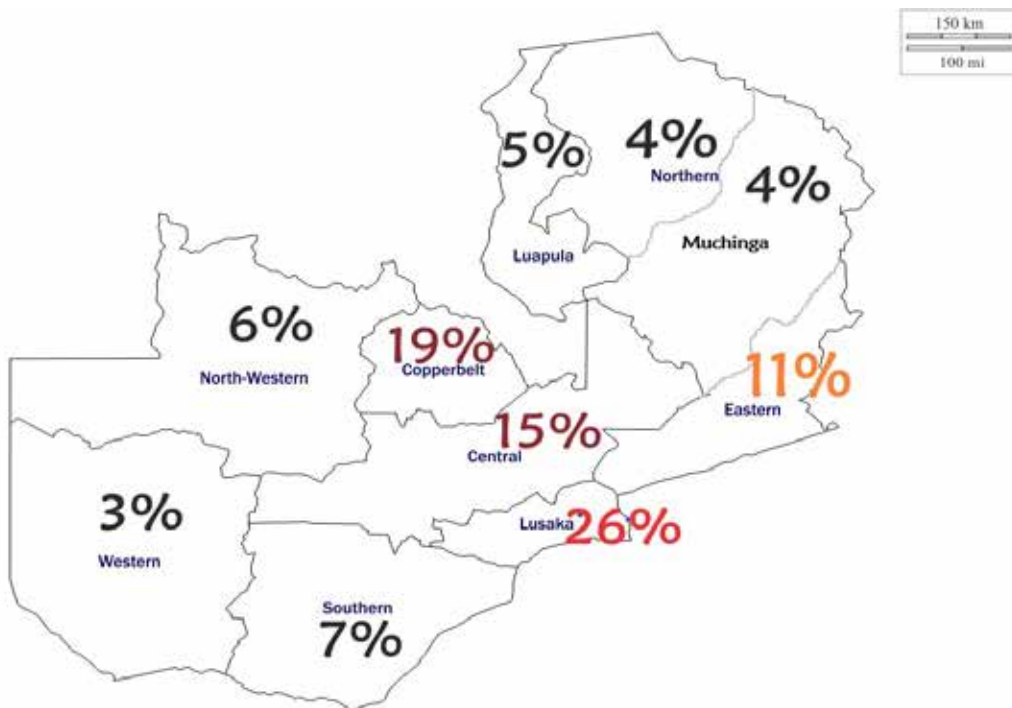 150 km
100 mi
5%
4%
Northern
4%
Muchinga
Luapula
6%
North-Western
19%
Copperbelt
11%
Eastern
15%
Central
3%
Western
Lusaka
26%
Southern
7%